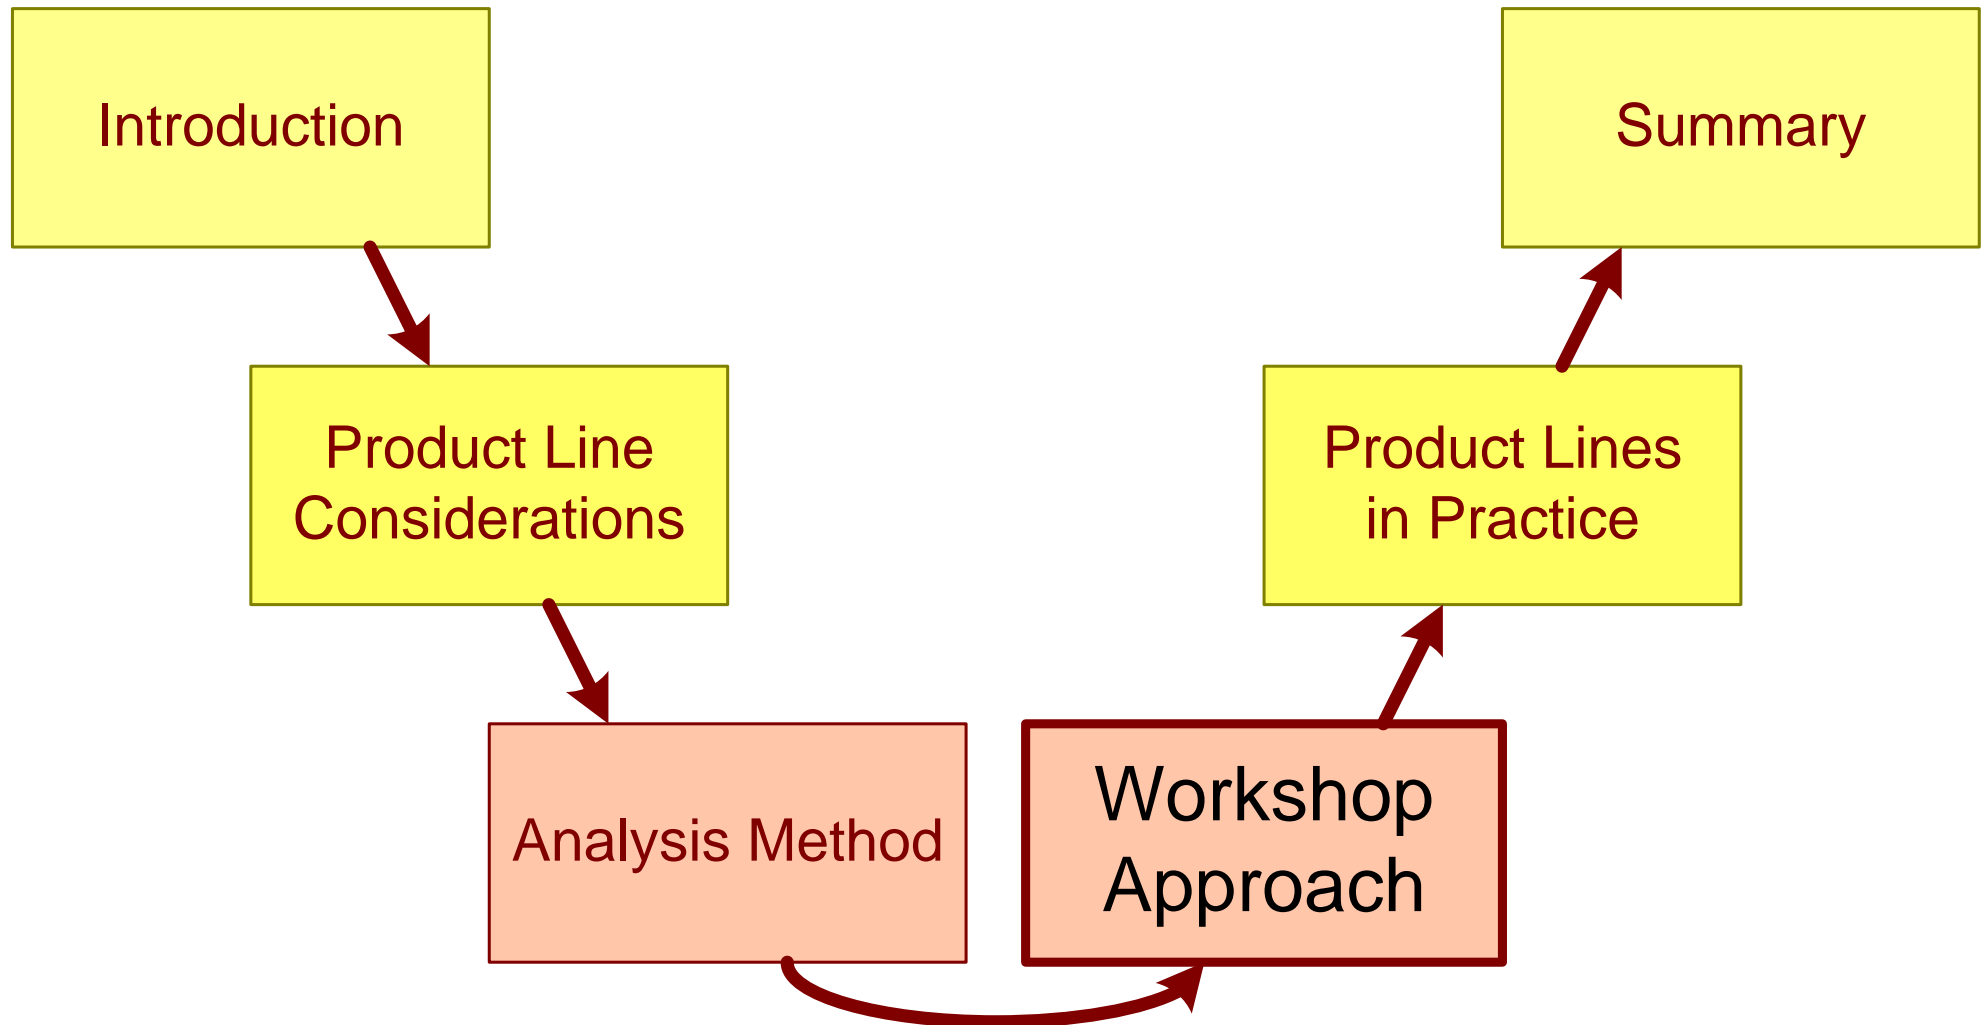 Introduction
Product Line
Considerations
Analysis Method
Workshop
Approach
Product Lines
in Practice
Summary